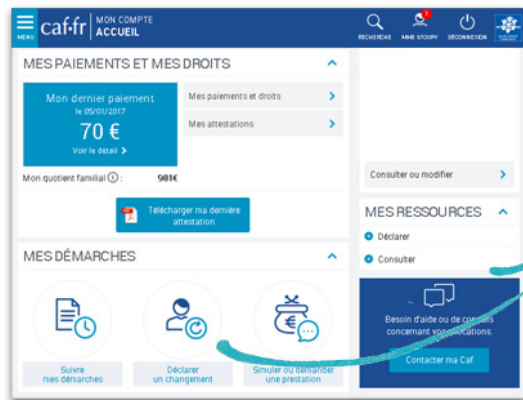 caf.fr MON COMPTE
ACCUEIL
MENU
RECHERCHE MME STOUPY DÉCONNEXION
MES PAIEMENTS ET MES DROITS
Mon dernier paiement
le 05/01/2017
70 €
Voir le détail
Mes paiements et droits
Mes attestations
Mon quotient familial : 981€
Télécharger ma dernière
attestation
Consulter ou modifier
MES RESSOURCES
Déclarer
Consulter
MES DÉMARCHES
Suivre
mes démarches
Déclarer
un changement
Simuler ou demander
une prestation
Besoin d'aide ou de conseils
concernant vos allocations.
Contacter ma Caf